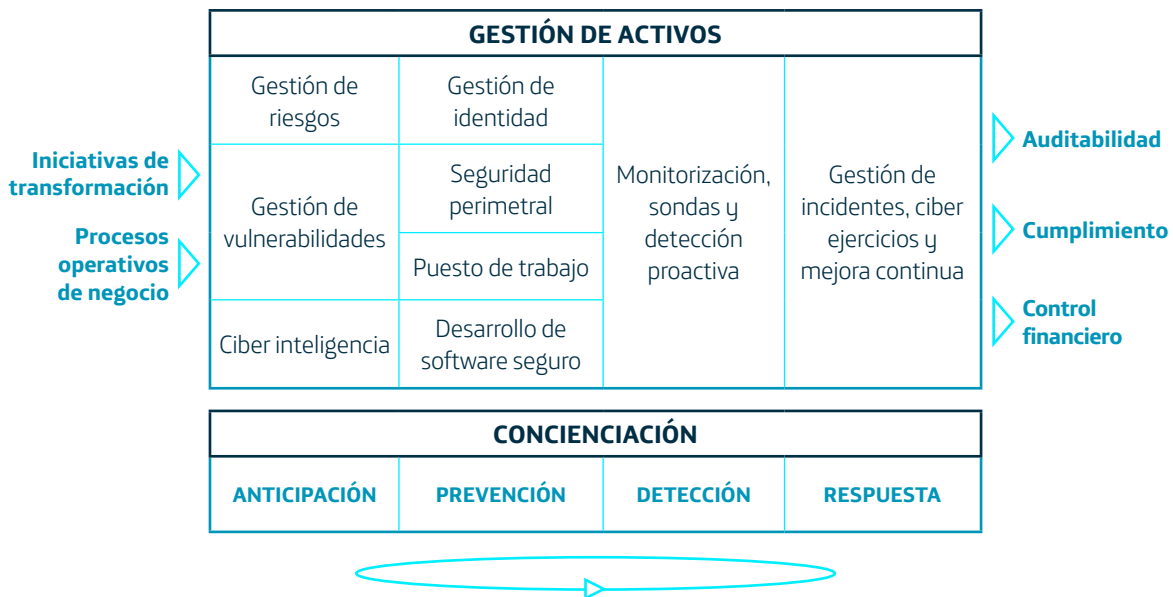 GESTIÓN DE ACTIVOS
Gestión de
riesgos
Gestión de
identidad
Iniciativas de
transformación
Procesos
operativos
de negocio
Gestión de
vulnerabilidades
Seguridad
perimetral
Puesto de trabajo
Ciber inteligencia
Desarrollo de
software seguro
Monitorización,
sondas y
detección
proactiva
Gestión de
incidentes, ciber
ejercicios y
mejora continua
Auditabilidad
Cumplimiento
Control
financiero
CONCIENCIACIÓN
ANTICIPACIÓN
PREVENCIÓN
DETECCIÓN
RESPUESTA